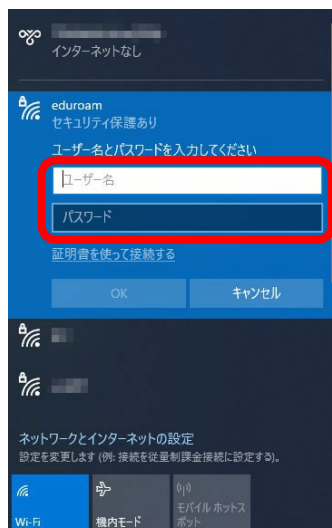 インターネットなし
eduroam
セキュリティ保護あり
ユーザー名とパスワードを入力してください
ユーザー名
パスワード
証明書を使って接続する
OK
キャンセル
ネットワークとインターネットの設定
設定を変更します (例: 接続を従量制課金接続に設定する)。
Wi-Fi
機内モード
モバイル ホットス
ポット